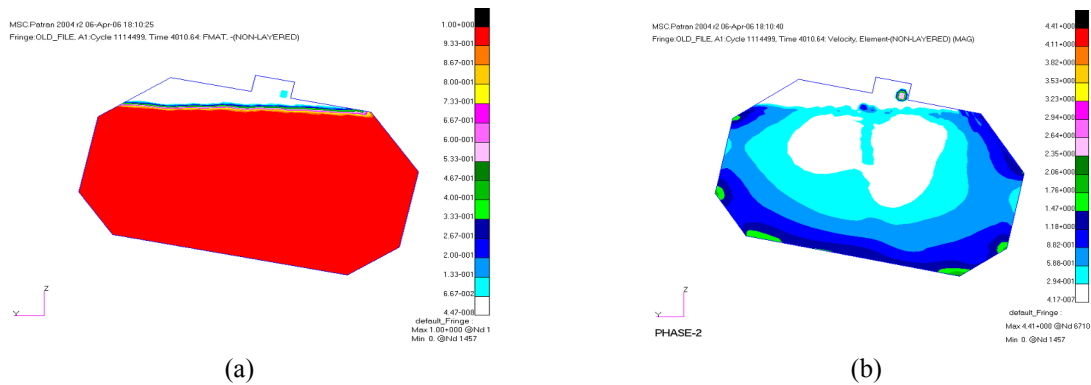 MSC.Patran 2004 r2 06-Apr-06 18:10:25
Fringe:OLD_FILE, A1:Cycle 1114499, Time 4010.64: FMAT, -(NON-LAYERED)
1.00+000
9.33-001
8.67-001
8.00-001
7.33-001
6.67-001
6.00-001
5.33-001
4.67-001
4.00-001
3.33-001
2.67-001
2.00-001
1.33-001
6.67-002
4.47-008
Z
Y
default_Fringe :
Max 1.00+000 @Nd 1
Min 0. @Nd 1457
(a)
MSC.Patran 2004 r2 06-Apr-06 18:10:40
Fringe:OLD_FILE, A1:Cycle 1114499, Time 4010.64: Velocity, Element-(NON-LAYERED) (MAG)
4.41+000
4.11+000
3.82+000
3.53+000
3.23+000
2.94+000
2.64+000
2.35+000
2.06+000
1.76+000
1.47+000
1.18+000
8.82-001
5.88-001
2.94-001
4.17-007
Z
Y
PHASE-2
default_Fringe :
Max 4.41+000 @Nd 6710
Min 0. @Nd 1457
(b)